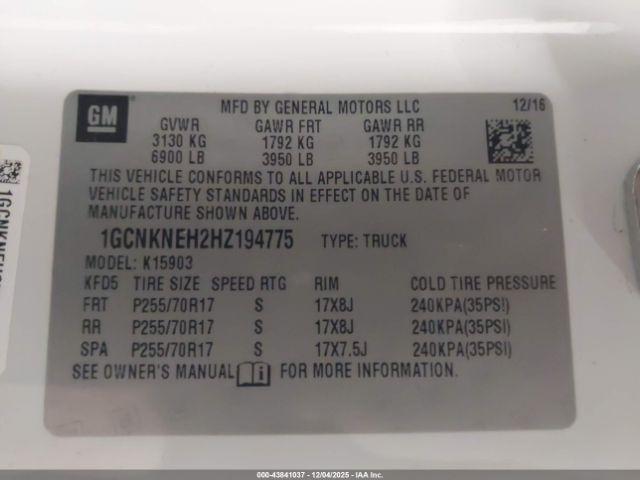 GM
MFD BY GENERAL MOTORS LLC 12/16
GVWR GAWR FRT GAWR RR
3130 KG 1792 KG 1792 KG
6900 LB 3950 LB 3950 LB
THIS VEHICLE CONFORMS TO ALL APPLICABLE U.S. FEDERAL MOTOR
VEHICLE SAFETY STANDARDS IN EFFECT ON THE DATE OF
MANUFACTURE SHOWN ABOVE.
1GCNKNEH2HZ194775 TYPE: TRUCK
MODEL: K15903
KFD5 TIRE SIZE SPEED RTG RIM COLD TIRE PRESSURE
FRT P255/70R17 S 17X8J 240KPA(35PSI)
RR P255/70R17 S 17X8J 240KPA(35PSI)
SPA P255/70R17 S 17X7.5J 240KPA(35PSI)
SEE OWNER'S MANUAL i FOR MORE INFORMATION.
000-43841037 - 12/04/2025 - IAA Inc.